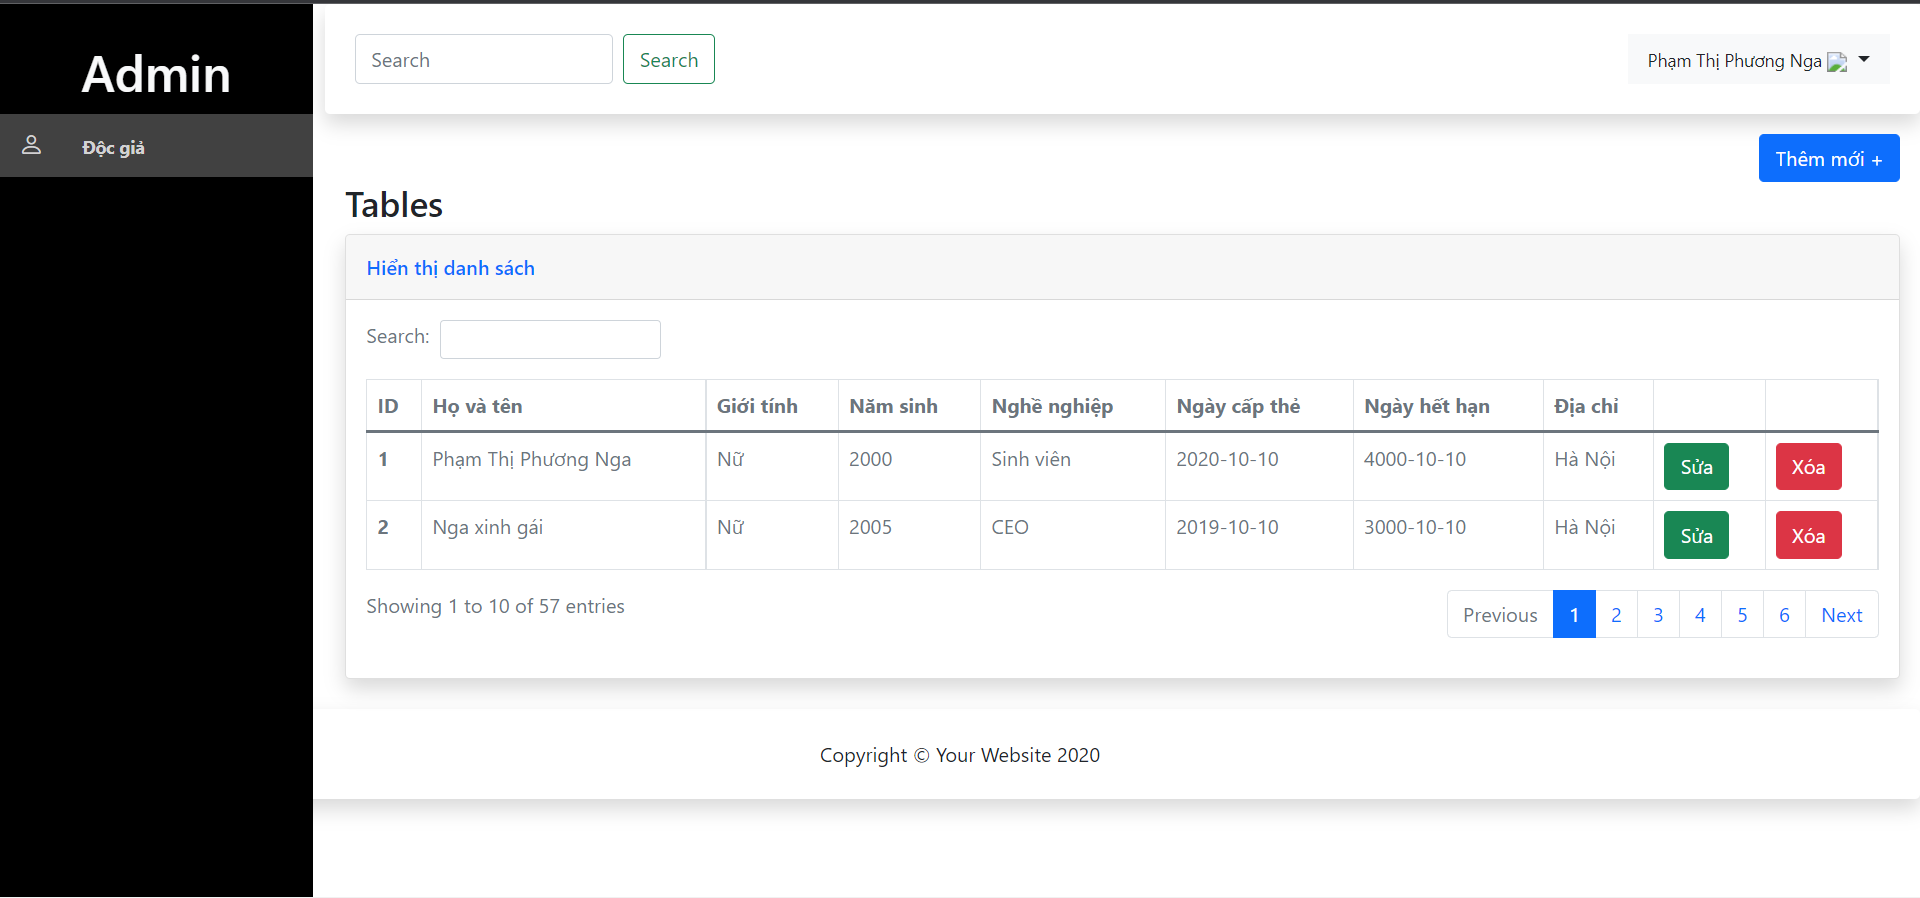 Admin
Độc giả
Search
Search
Phạm Thị Phương Nga
Thêm mới +
Tables
Hiển thị danh sách
Search:
ID Họ và tên Giới tính Năm sinh Nghề nghiệp Ngày cấp thẻ Ngày hết hạn Địa chỉ
1 Phạm Thị Phương Nga Nữ 2000 Sinh viên 2020-10-10 4000-10-10 Hà Nội Sửa Xóa
2 Nga xinh gái Nữ 2005 CEO 2019-10-10 3000-10-10 Hà Nội Sửa Xóa
Showing 1 to 10 of 57 entries
Previous 1 2 3 4 5 6 Next
Copyright © Your Website 2020